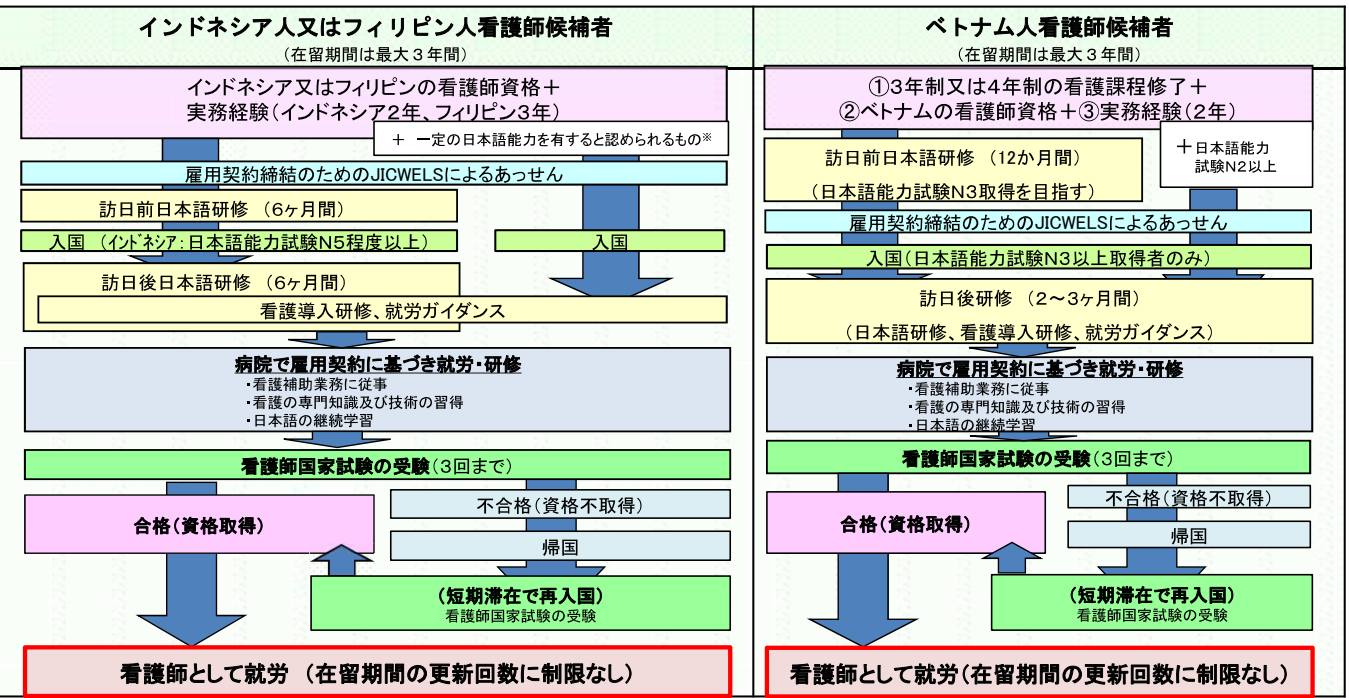 インドネシア人又はフィリピン人看護師候補者
(在留期間は最大３年間)
インドネシア又はフィリピンの看護師資格＋
実務経験(インドネシア2年、フィリピン3年)
＋ 一定の日本語能力を有すると認められるもの※
雇用契約締結のためのJICWELSによるあっせん
訪日前日本語研修 (6ヶ月間)
入国 (インドネシア：日本語能力試験N5程度以上)
入国
訪日後日本語研修 (6ヶ月間)
看護導入研修、就労ガイダンス
病院で雇用契約に基づき就労・研修
・看護補助業務に従事
・看護の専門知識及び技術の習得
・日本語の継続学習
看護師国家試験の受験(3回まで)
合格(資格取得)
不合格(資格不取得)
帰国
(短期滞在で再入国)
看護師国家試験の受験
看護師として就労 (在留期間の更新回数に制限なし)
ベトナム人看護師候補者
(在留期間は最大３年間)
①3年制又は4年制の看護課程修了＋
②ベトナムの看護師資格＋③実務経験(2年)
訪日前日本語研修 (12か月間)
(日本語能力試験N3取得を目指す)
＋日本語能力
試験N2以上
雇用契約締結のためのJICWELSによるあっせん
入国(日本語能力試験N3以上取得者のみ)
訪日後研修 (2～3ヶ月間)
(日本語研修、看護導入研修、就労ガイダンス)
病院で雇用契約に基づき就労・研修
・看護補助業務に従事
・看護の専門知識及び技術の習得
・日本語の継続学習
看護師国家試験の受験(3回まで)
合格(資格取得)
不合格(資格不取得)
帰国
(短期滞在で再入国)
看護師国家試験の受験
看護師として就労(在留期間の更新回数に制限なし)